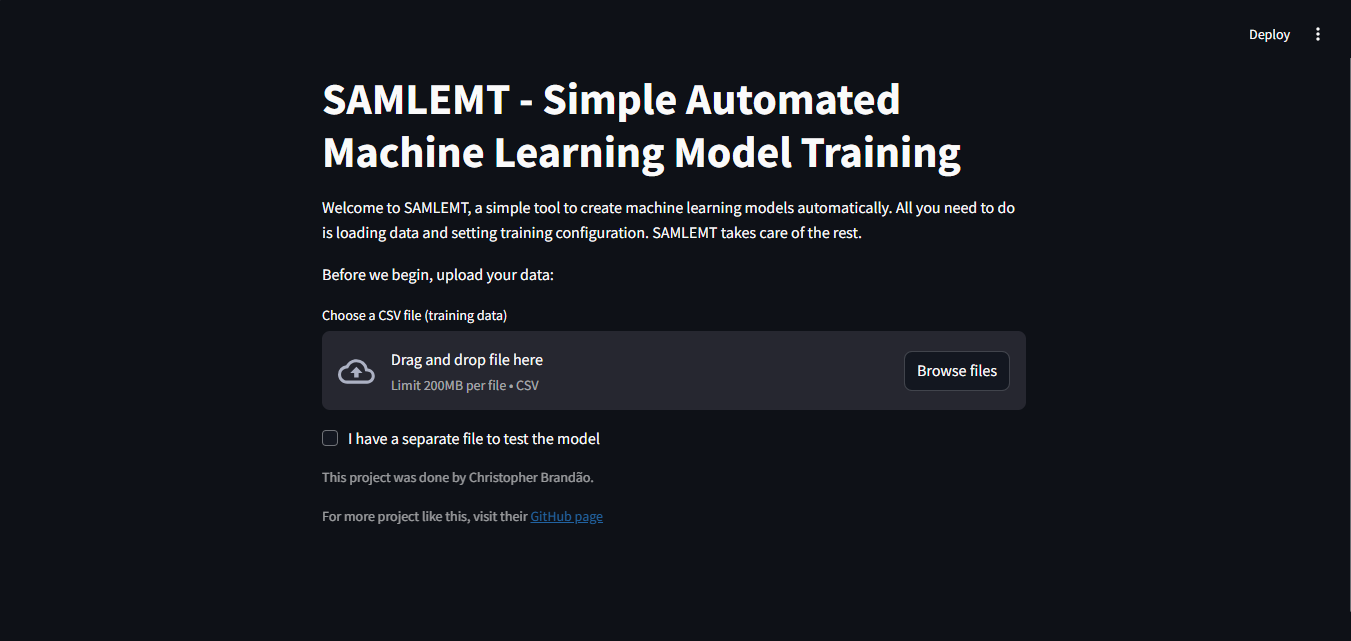 Deploy
SAMLEMT - Simple Automated
Machine Learning Model Training
Welcome to SAMLEMT, a simple tool to create machine learning models automatically. All you need to do
is loading data and setting training configuration. SAMLEMT takes care of the rest.
Before we begin, upload your data:
Choose a CSV file (training data)
Drag and drop file here
Limit 200MB per file • CSV
Browse files
I have a separate file to test the model
This project was done by Christopher Brandão.
For more project like this, visit their GitHub page